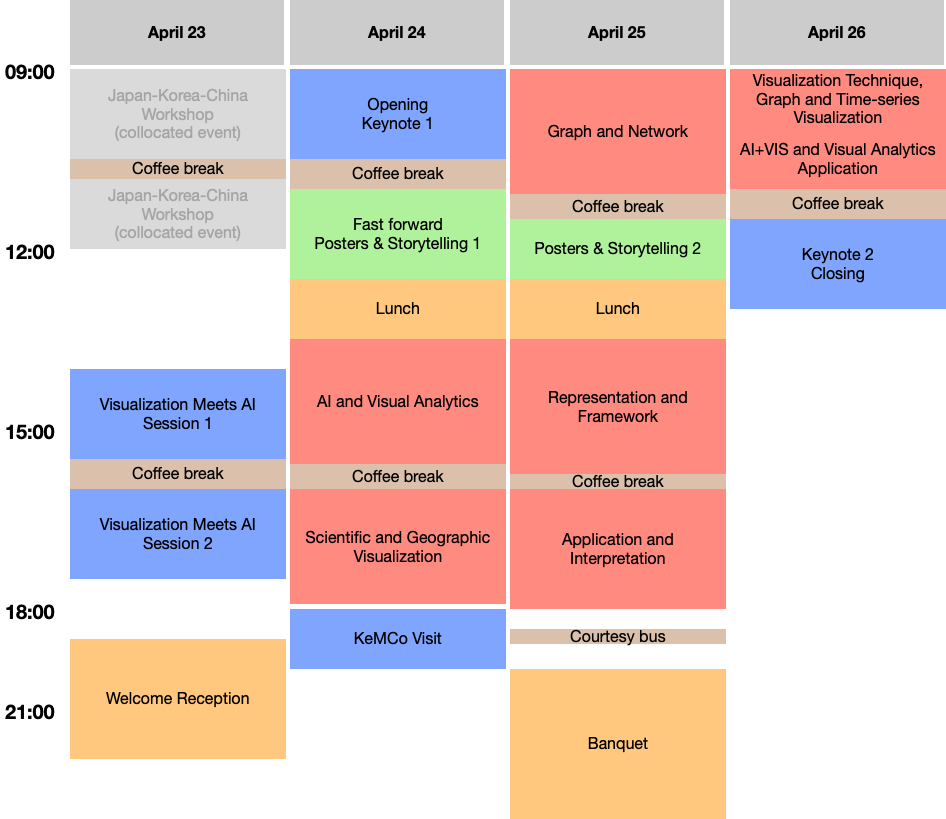 April 23
April 24
April 25
April 26
09:00
12:00
15:00
18:00
21:00
Japan-Korea-China
Workshop
(collocated event)
Coffee break
Japan-Korea-China
Workshop
(collocated event)
Visualization Meets AI
Session 1
Coffee break
Visualization Meets AI
Session 2
Welcome Reception
Opening
Keynote 1
Coffee break
Fast forward
Posters & Storytelling 1
Lunch
AI and Visual Analytics
Coffee break
Scientific and Geographic
Visualization
KeMCo Visit
Graph and Network
Coffee break
Posters & Storytelling 2
Lunch
Representation and
Framework
Coffee break
Application and
Interpretation
Courtesy bus
Banquet
Visualization Technique,
Graph and Time-series
Visualization
AI+VIS and Visual Analytics
Application
Coffee break
Keynote 2
Closing